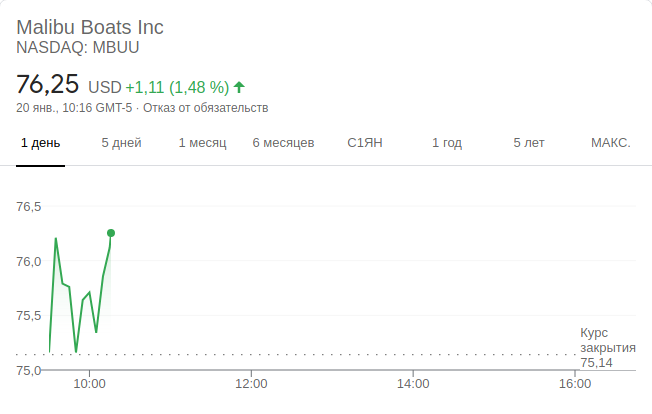 Malibu Boats Inc
NASDAQ: MBUU
76,25 USD +1,11 (1,48 %)
20 янв., 10:16 GMT-5 · Отказ от обязательств
1 день 5 дней 1 месяц 6 месяцев С1ЯН 1 год 5 лет МАКС.
76,5
76,0
75,5
Курс
закрытия
75,14
75,0
10:00 12:00 14:00 16:00